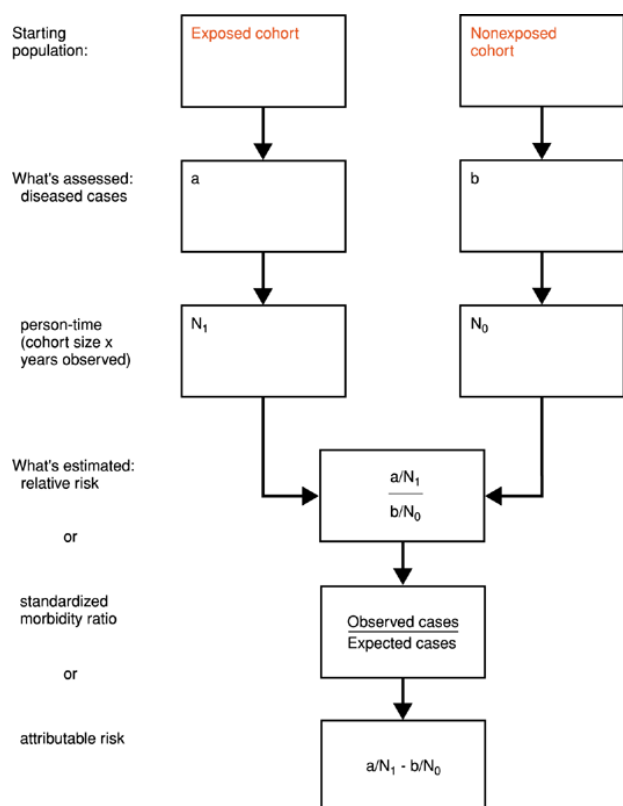 Starting
population:
Exposed cohort
Nonexposed
cohort
What's assessed:
diseased cases
a
b
person-time
(cohort size x
years observed)
N₁
N₀
What's estimated:
relative risk
a/N₁
b/N₀
or
standardized
morbidity ratio
Observed cases
Expected cases
or
attributable risk
a/N₁ - b/N₀